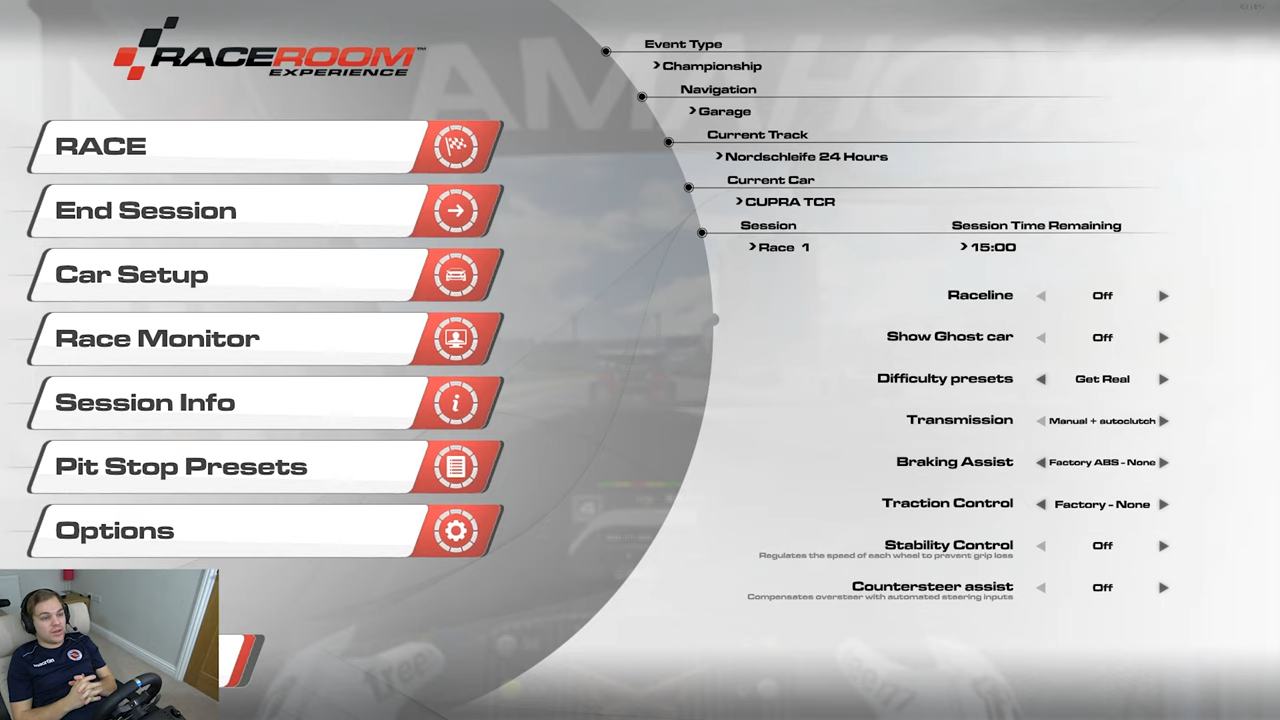 RACEROOM™
EXPERIENCE
RACE
End Session
Car Setup
Race Monitor
Session Info
Pit Stop Presets
Options
Event Type
Championship
Navigation
Garage
Current Track
Nordschleife 24 Hours
Current Car
CUPRA TCR
Session
Session Time Remaining
Race 1
15:00
Raceline
Off
Show Ghost car
Off
Difficulty presets
Get Real
Transmission
Manual + autoclutch
Braking Assist
Factory ABS - None
Traction Control
Factory - None
Stability Control
Off
Regulates the speed of each wheel to prevent grip loss
Countersteer assist
Off
Compensates oversteer with automated steering inputs